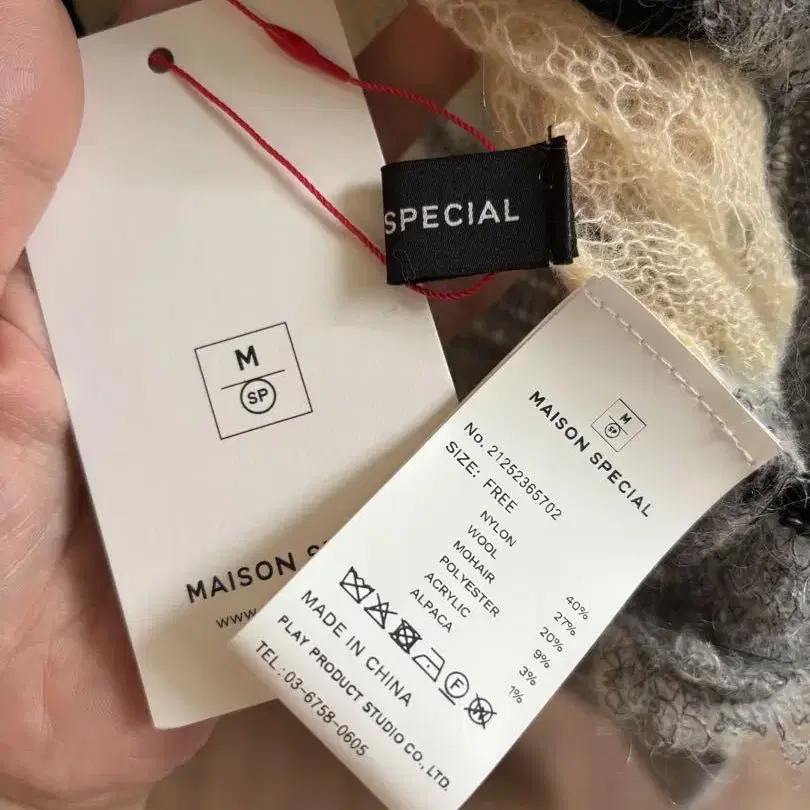 SPECIAL
M
SP
MAISON
www.
M
SP
MAISON SPECIAL
No. 21252365702
SIZE: FREE
NYLON 40%
WOOL 27%
MOHAIR 20%
POLYESTER 9%
ACRYLIC 3%
ALPACA 1%
F
MADE IN CHINA
PLAY PRODUCT STUDIO CO., LTD.
TEL : 03-6758-0605